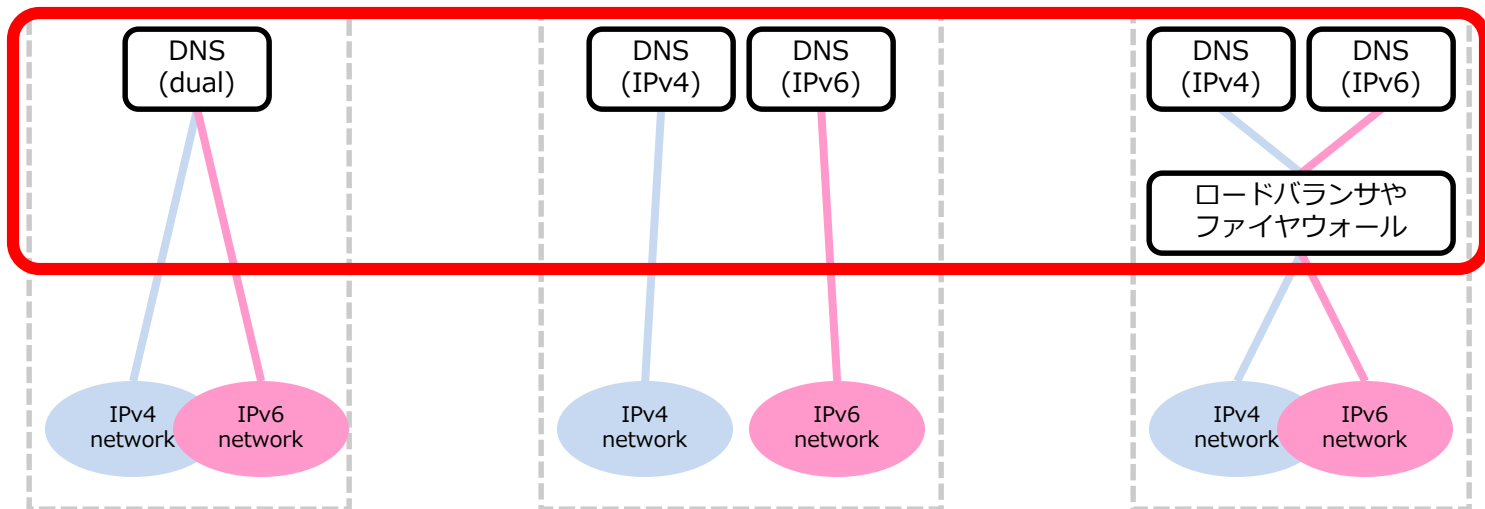 DNS
(dual)
DNS
(IPv4)
DNS
(IPv6)
DNS
(IPv4)
DNS
(IPv6)
ロードバランサや
ファイヤウォール
IPv4
network
IPv6
network
IPv4
network
IPv6
network
IPv4
network
IPv6
network